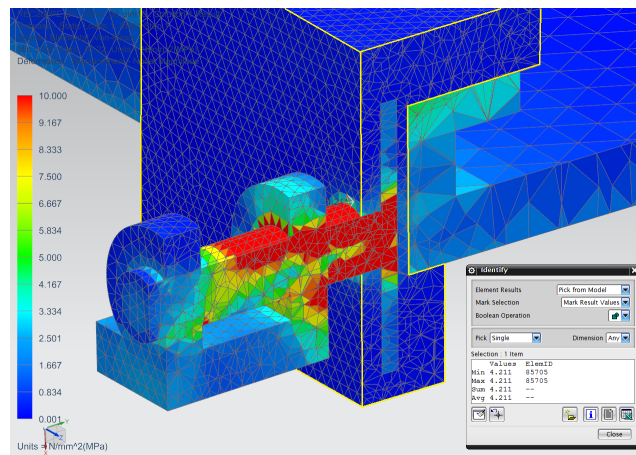 10.000
9.167
8.333
7.500
6.667
5.833
5.000
4.167
3.334
2.501
1.667
0.834
0.001
Units = N/mm^2(MPa)
Identify
Element Results Pick from Model
Mark Selection Mark Result Values
Boolean Operation
Pick Single Dimension Any
Selection : 1 Item
Values ElemID
Min 4.211 85705
Max 4.211 85705
Sum 4.211 --
Avg 4.211 --
Close